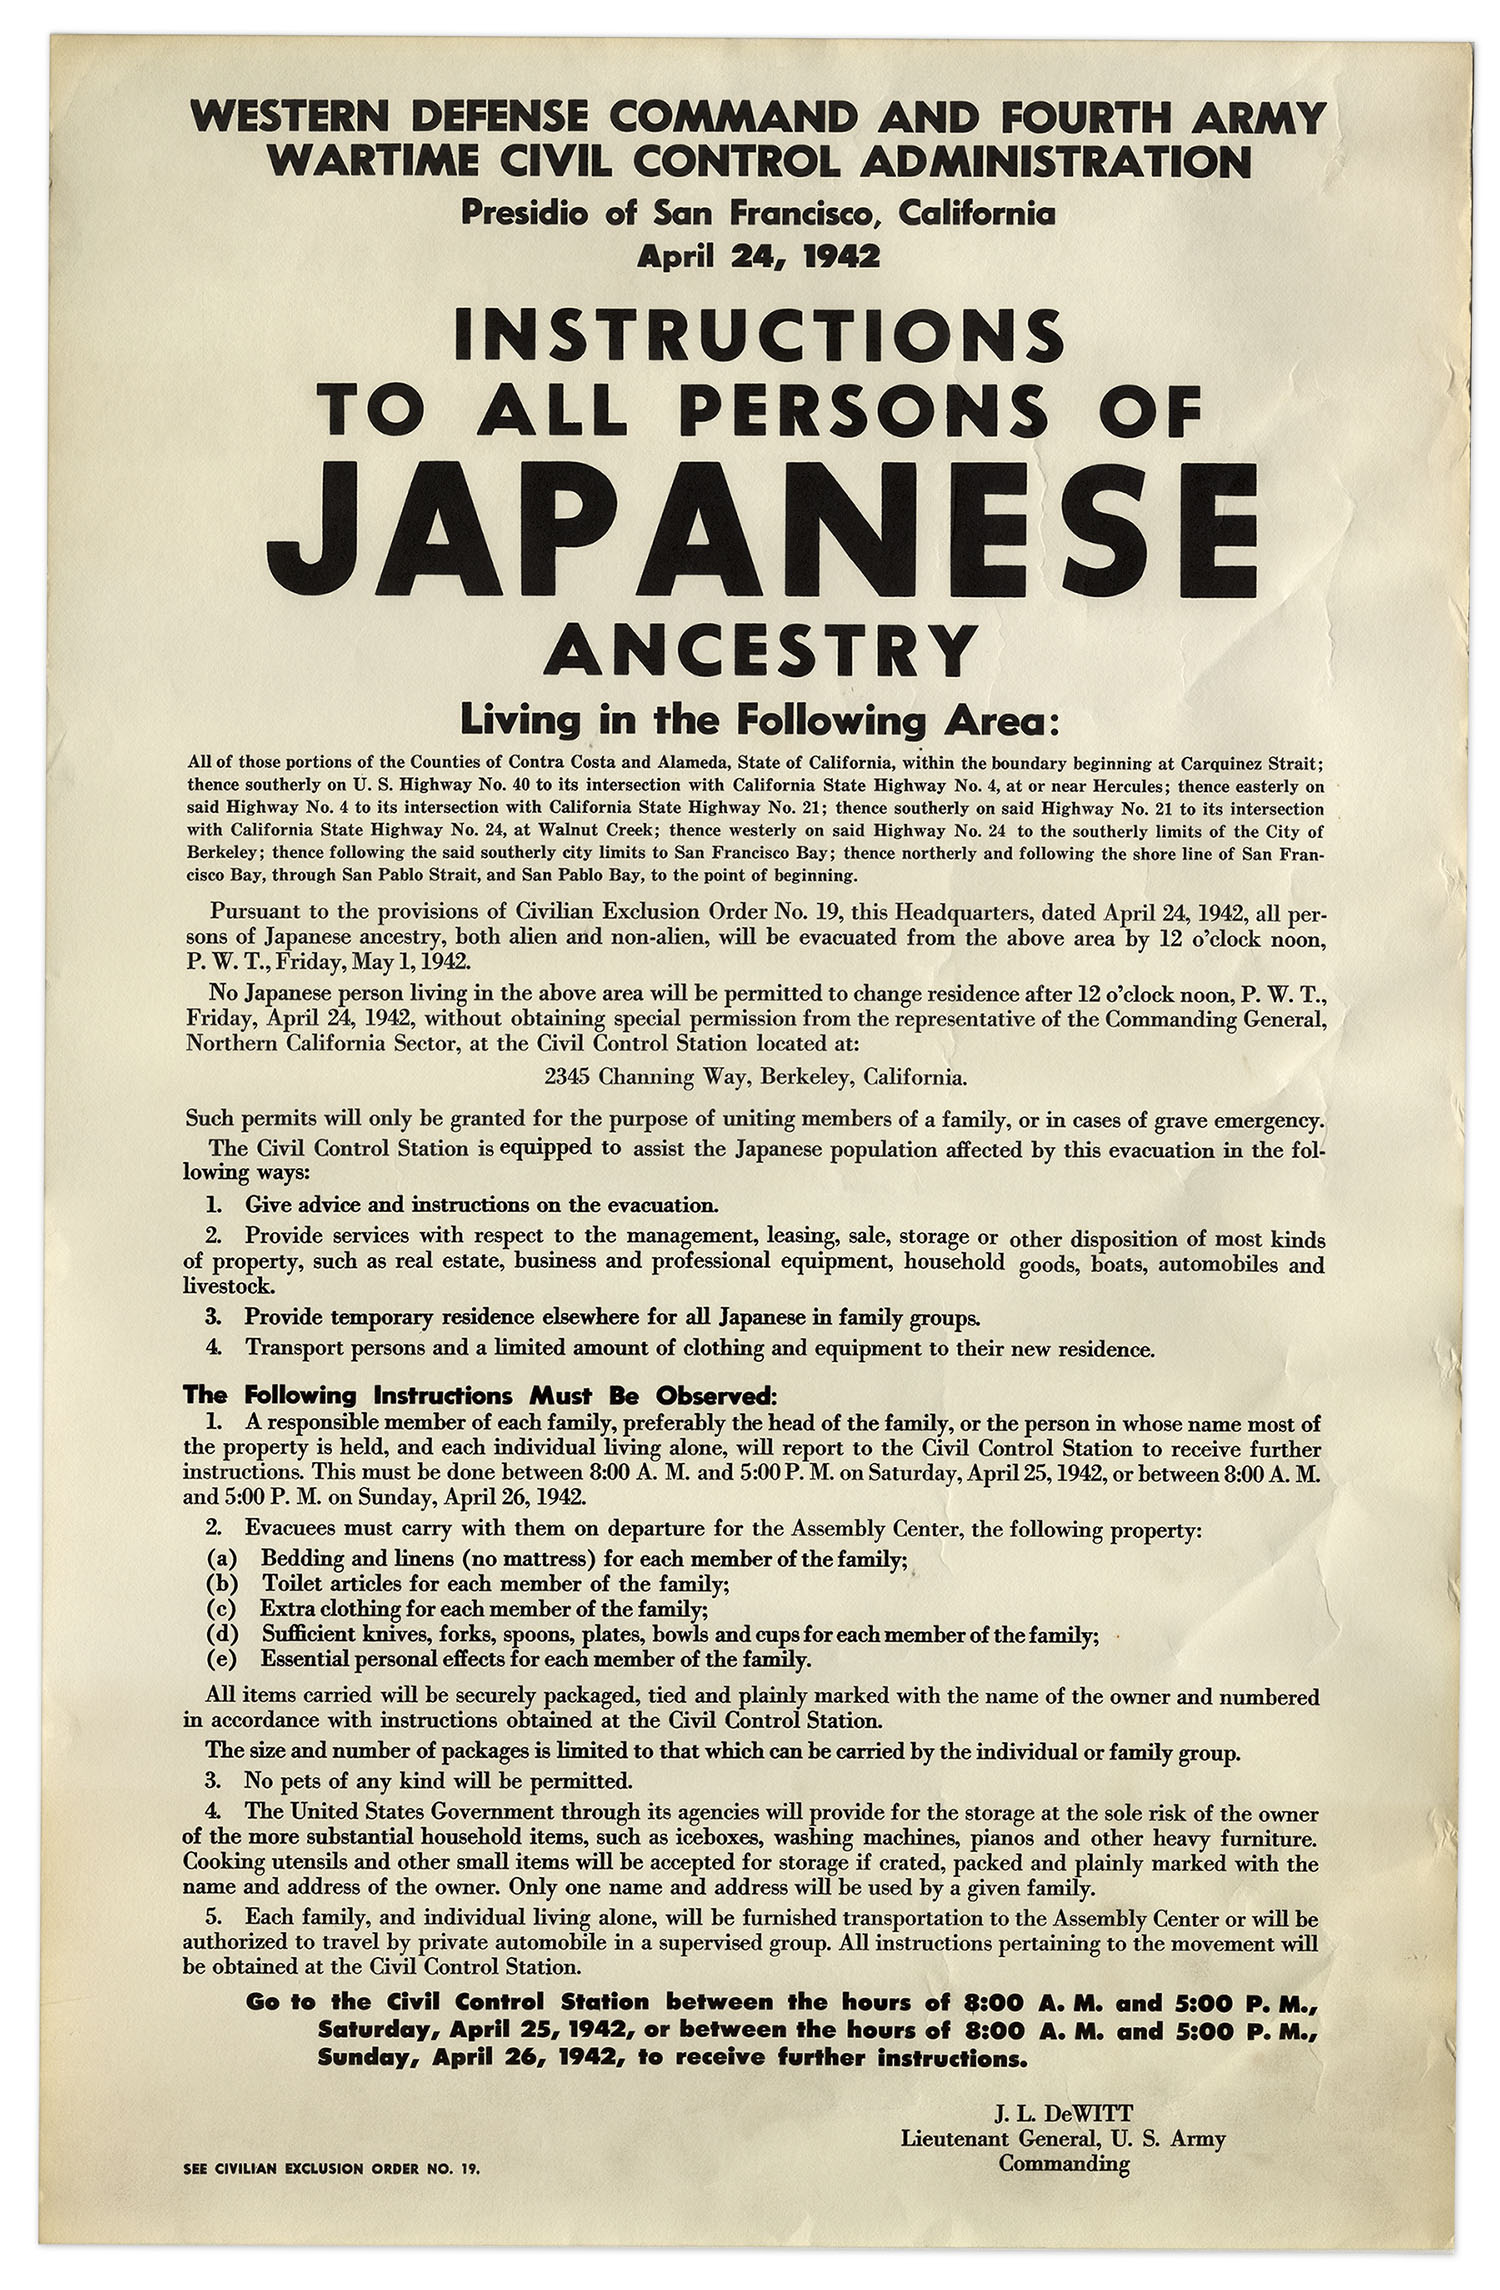 WESTERN DEFENSE COMMAND AND FOURTH ARMY
WARTIME CIVIL CONTROL ADMINISTRATION
Presidio of San Francisco, California
April 24, 1942
INSTRUCTIONS
TO ALL PERSONS OF
JAPANESE
ANCESTRY
Living in the Following Area:
All of those portions of the Counties of Contra Costa and Alameda, State of California, within the boundary beginning at Carquinez Strait;
thence southerly on U. S. Highway No. 40 to its intersection with California State Highway No. 4, at or near Hercules; thence easterly on
said Highway No. 4 to its intersection with California State Highway No. 21; thence southerly on said Highway No. 21 to its intersection
with California State Highway No. 24, at Walnut Creek; thence westerly on said Highway No. 24 to the southerly limits of the City of
Berkeley; thence following the said southerly city limits to San Francisco Bay; thence northerly and following the shore line of San Fran-
cisco Bay, through San Pablo Strait, and San Pablo Bay, to the point of beginning.
Pursuant to the provisions of Civilian Exclusion Order No. 19, this Headquarters, dated April 24, 1942, all per-
sons of Japanese ancestry, both alien and non-alien, will be evacuated from the above area by 12 o'clock noon,
P. W. T., Friday, May 1, 1942.
No Japanese person living in the above area will be permitted to change residence after 12 o'clock noon, P. W. T.,
Friday, April 24, 1942, without obtaining special permission from the representative of the Commanding General,
Northern California Sector, at the Civil Control Station located at:
2345 Channing Way, Berkeley, California.
Such permits will only be granted for the purpose of uniting members of a family, or in cases of grave emergency.
The Civil Control Station is equipped to assist the Japanese population affected by this evacuation in the fol-
lowing ways:
1. Give advice and instructions on the evacuation.
2. Provide services with respect to the management, leasing, sale, storage or other disposition of most kinds
of property, such as real estate, business and professional equipment, household goods, boats, automobiles and
livestock.
3. Provide temporary residence elsewhere for all Japanese in family groups.
4. Transport persons and a limited amount of clothing and equipment to their new residence.
The Following Instructions Must Be Observed:
1. A responsible member of each family, preferably the head of the family, or the person in whose name most of
the property is held, and each individual living alone, will report to the Civil Control Station to receive further
instructions. This must be done between 8:00 A. M. and 5:00 P. M. on Saturday, April 25, 1942, or between 8:00 A. M.
and 5:00 P. M. on Sunday, April 26, 1942.
2. Evacuees must carry with them on departure for the Assembly Center, the following property:
(a) Bedding and linens (no mattress) for each member of the family;
(b) Toilet articles for each member of the family;
(c) Extra clothing for each member of the family;
(d) Sufficient knives, forks, spoons, plates, bowls and cups for each member of the family;
(e) Essential personal effects for each member of the family.
All items carried will be securely packaged, tied and plainly marked with the name of the owner and numbered
in accordance with instructions obtained at the Civil Control Station.
The size and number of packages is limited to that which can be carried by the individual or family group.
3. No pets of any kind will be permitted.
4. The United States Government through its agencies will provide for the storage at the sole risk of the owner
of the more substantial household items, such as iceboxes, washing machines, pianos and other heavy furniture.
Cooking utensils and other small items will be accepted for storage if crated, packed and plainly marked with the
name and address of the owner. Only one name and address will be used by a given family.
5. Each family, and individual living alone, will be furnished transportation to the Assembly Center or will be
authorized to travel by private automobile in a supervised group. All instructions pertaining to the movement will
be obtained at the Civil Control Station.
Go to the Civil Control Station between the hours of 8:00 A. M. and 5:00 P. M.,
Saturday, April 25, 1942, or between the hours of 8:00 A. M. and 5:00 P. M.,
Sunday, April 26, 1942, to receive further instructions.
J. L. DeWITT
Lieutenant General, U. S. Army
Commanding
SEE CIVILIAN EXCLUSION ORDER NO. 19.